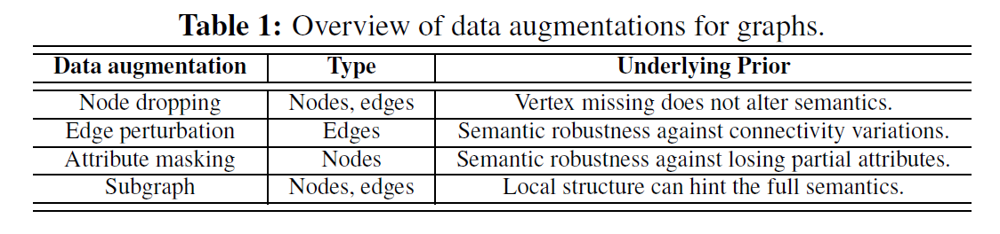 Table 1: Overview of data augmentations for graphs.
Data augmentation Type Underlying Prior
Node dropping Nodes, edges Vertex missing does not alter semantics.
Edge perturbation Edges Semantic robustness against connectivity variations.
Attribute masking Nodes Semantic robustness against losing partial attributes.
Subgraph Nodes, edges Local structure can hint the full semantics.